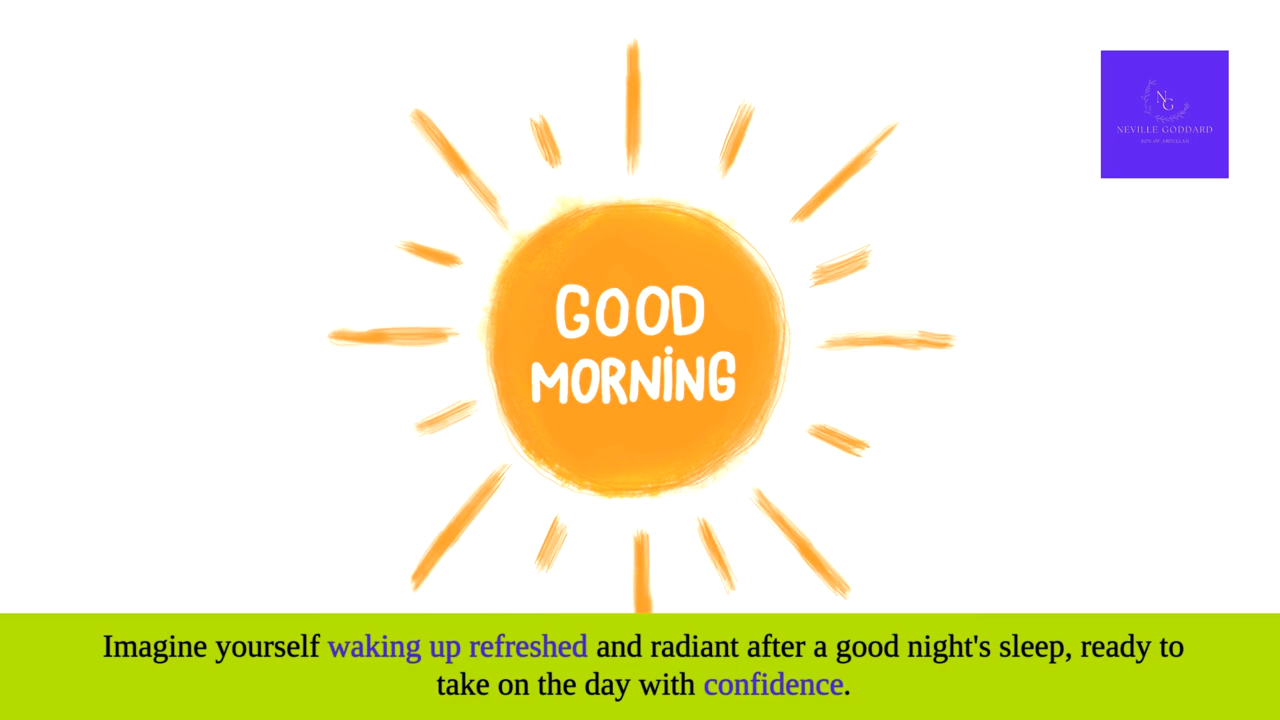 NG
NEVILLE GODDARD
GOOD
MORNING
Imagine yourself waking up refreshed and radiant after a good night's sleep, ready to
take on the day with confidence.